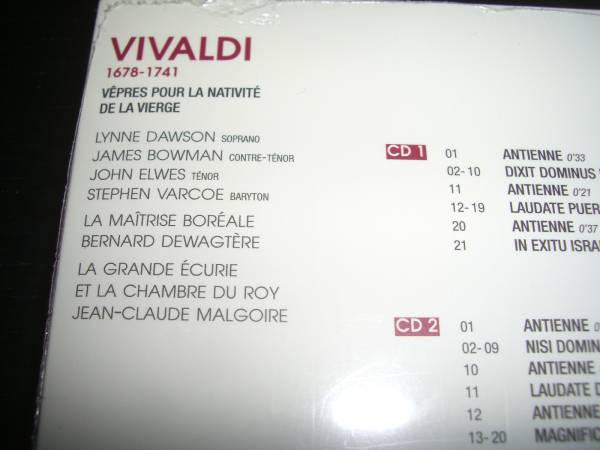 VIVALDI
1678-1741
VÊPRES POUR LA NATIVITÉ
DE LA VIERGE
LYNNE DAWSON SOPRANO
JAMES BOWMAN CONTRE-TÉNOR
JOHN ELWES TÉNOR
STEPHEN VARCOE BARYTON
LA MAÎTRISE BORÉALE
BERNARD DEWAGTÈRE
LA GRANDE ÉCURIE
ET LA CHAMBRE DU ROY
JEAN-CLAUDE MALGOIRE
CD 1 01 ANTIENNE 0'33
02-10 DIXIT DOMINUS
11 ANTIENNE 0'21
12-19 LAUDATE PUER
20 ANTIENNE 0'37
21 IN EXITU ISRA
CD 2 01 ANTIENNE
02-09 NISI DOMIN
10 ANTIENNE
11 LAUDATE D
12 ANTIENNE
13-20 MAGNIFIC